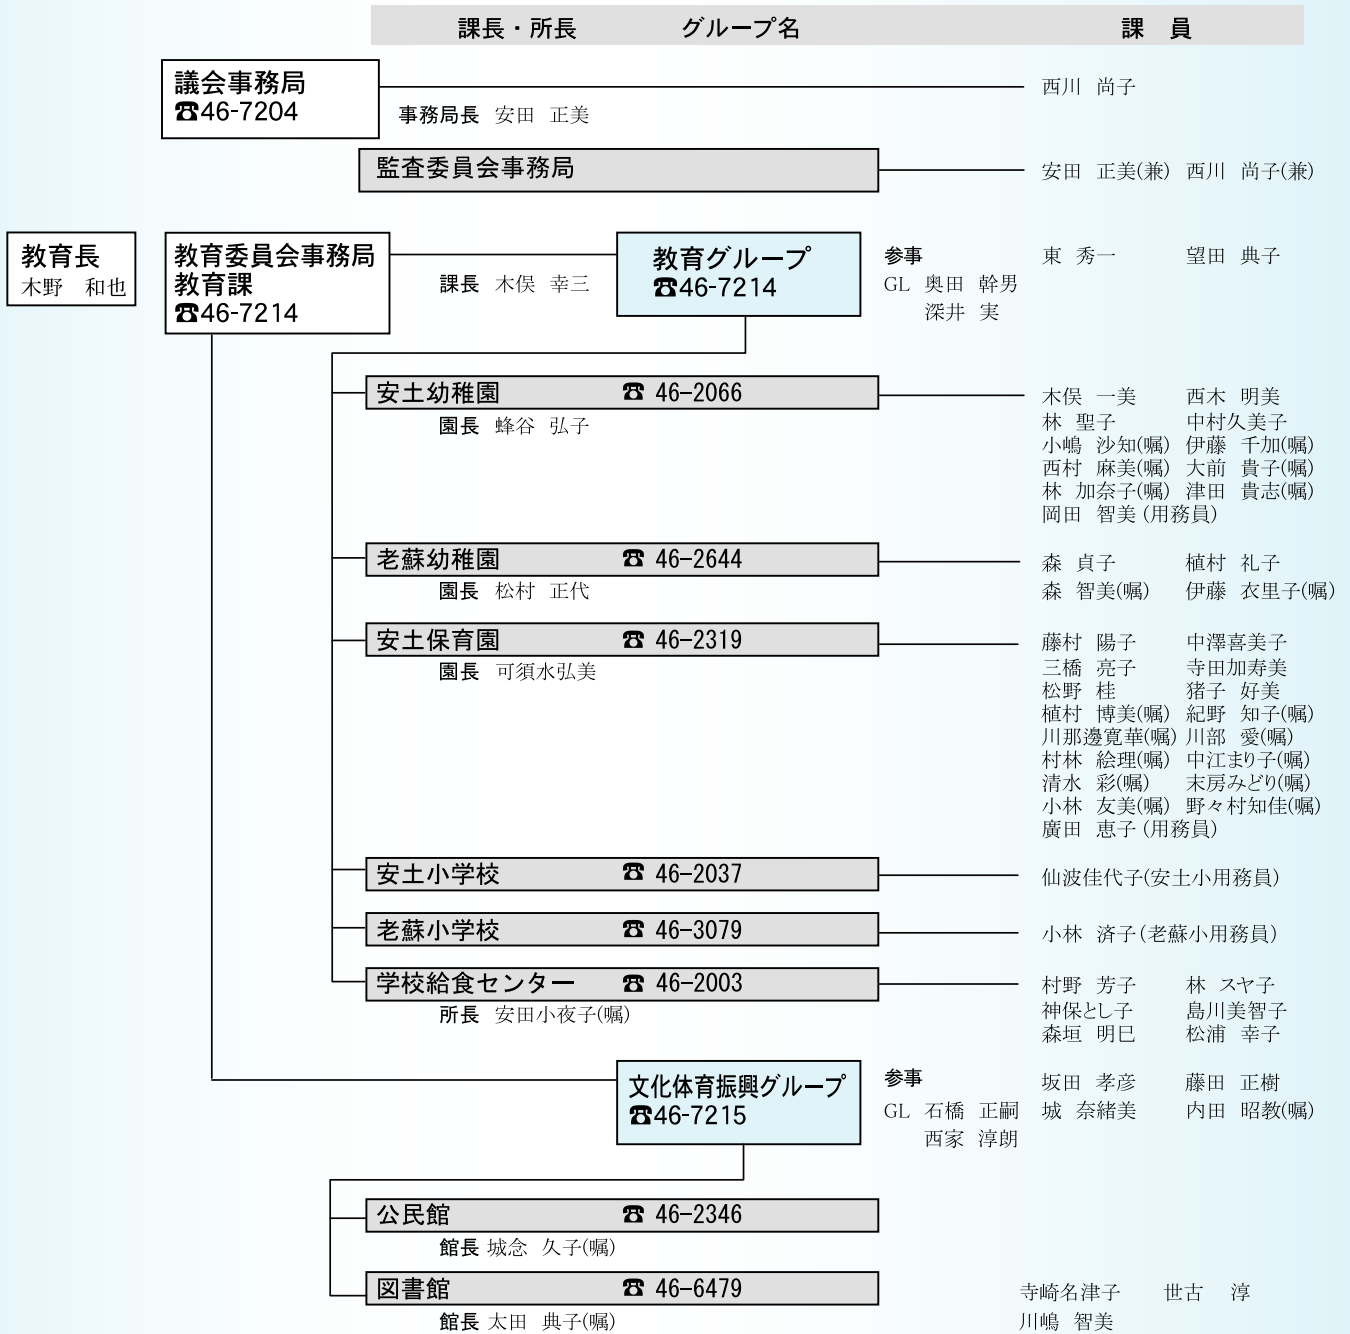 課長・所長 グループ名 課 員
議会事務局
☎46-7204
西川 尚子
事務局長 安田 正美
監査委員会事務局
安田 正美(兼) 西川 尚子(兼)
教育長
木野 和也
教育委員会事務局
教育課
☎46-7214
課長 木俣 幸三
教育グループ
☎46-7214
参事
GL 奥田 幹男
深井 実
東 秀一 望田 典子
安土幼稚園 ☎ 46-2066
園長 蜂谷 弘子
木俣 一美 西木 明美
林 聖子 中村久美子
小嶋 沙知(嘱) 伊藤 千加(嘱)
西村 麻美(嘱) 大前 貴子(嘱)
林 加奈子(嘱) 津田 貴志(嘱)
岡田 智美(用務員)
老蘇幼稚園 ☎ 46-2644
園長 松村 正代
森 貞子 植村 礼子
森 智美(嘱) 伊藤 衣里子(嘱)
安土保育園 ☎ 46-2319
園長 可須水弘美
藤村 陽子 中澤喜美子
三橋 亮子 寺田加寿美
松野 桂 猪子 好美
植村 博美(嘱) 紀野 知子(嘱)
川那邊寛華(嘱) 川部 愛(嘱)
村林 絵理(嘱) 中江まり子(嘱)
清水 彩(嘱) 末房みどり(嘱)
小林 友美(嘱) 野々村知佳(嘱)
廣田 恵子(用務員)
安土小学校 ☎ 46-2037
仙波佳代子(安土小用務員)
老蘇小学校 ☎ 46-3079
小林 済子(老蘇小用務員)
学校給食センター ☎ 46-2003
所長 安田小夜子(嘱)
村野 芳子 林 スヤ子
神保とし子 島川美智子
森垣 明巳 松浦 幸子
文化体育振興グループ
☎46-7215
参事
GL 石橋 正嗣
西家 淳朗
坂田 孝彦 藤田 正樹
城 奈緒美 内田 昭教(嘱)
公民館 ☎ 46-2346
館長 城念 久子(嘱)
図書館 ☎ 46-6479
館長 太田 典子(嘱)
寺崎名津子 世古 淳
川嶋 智美